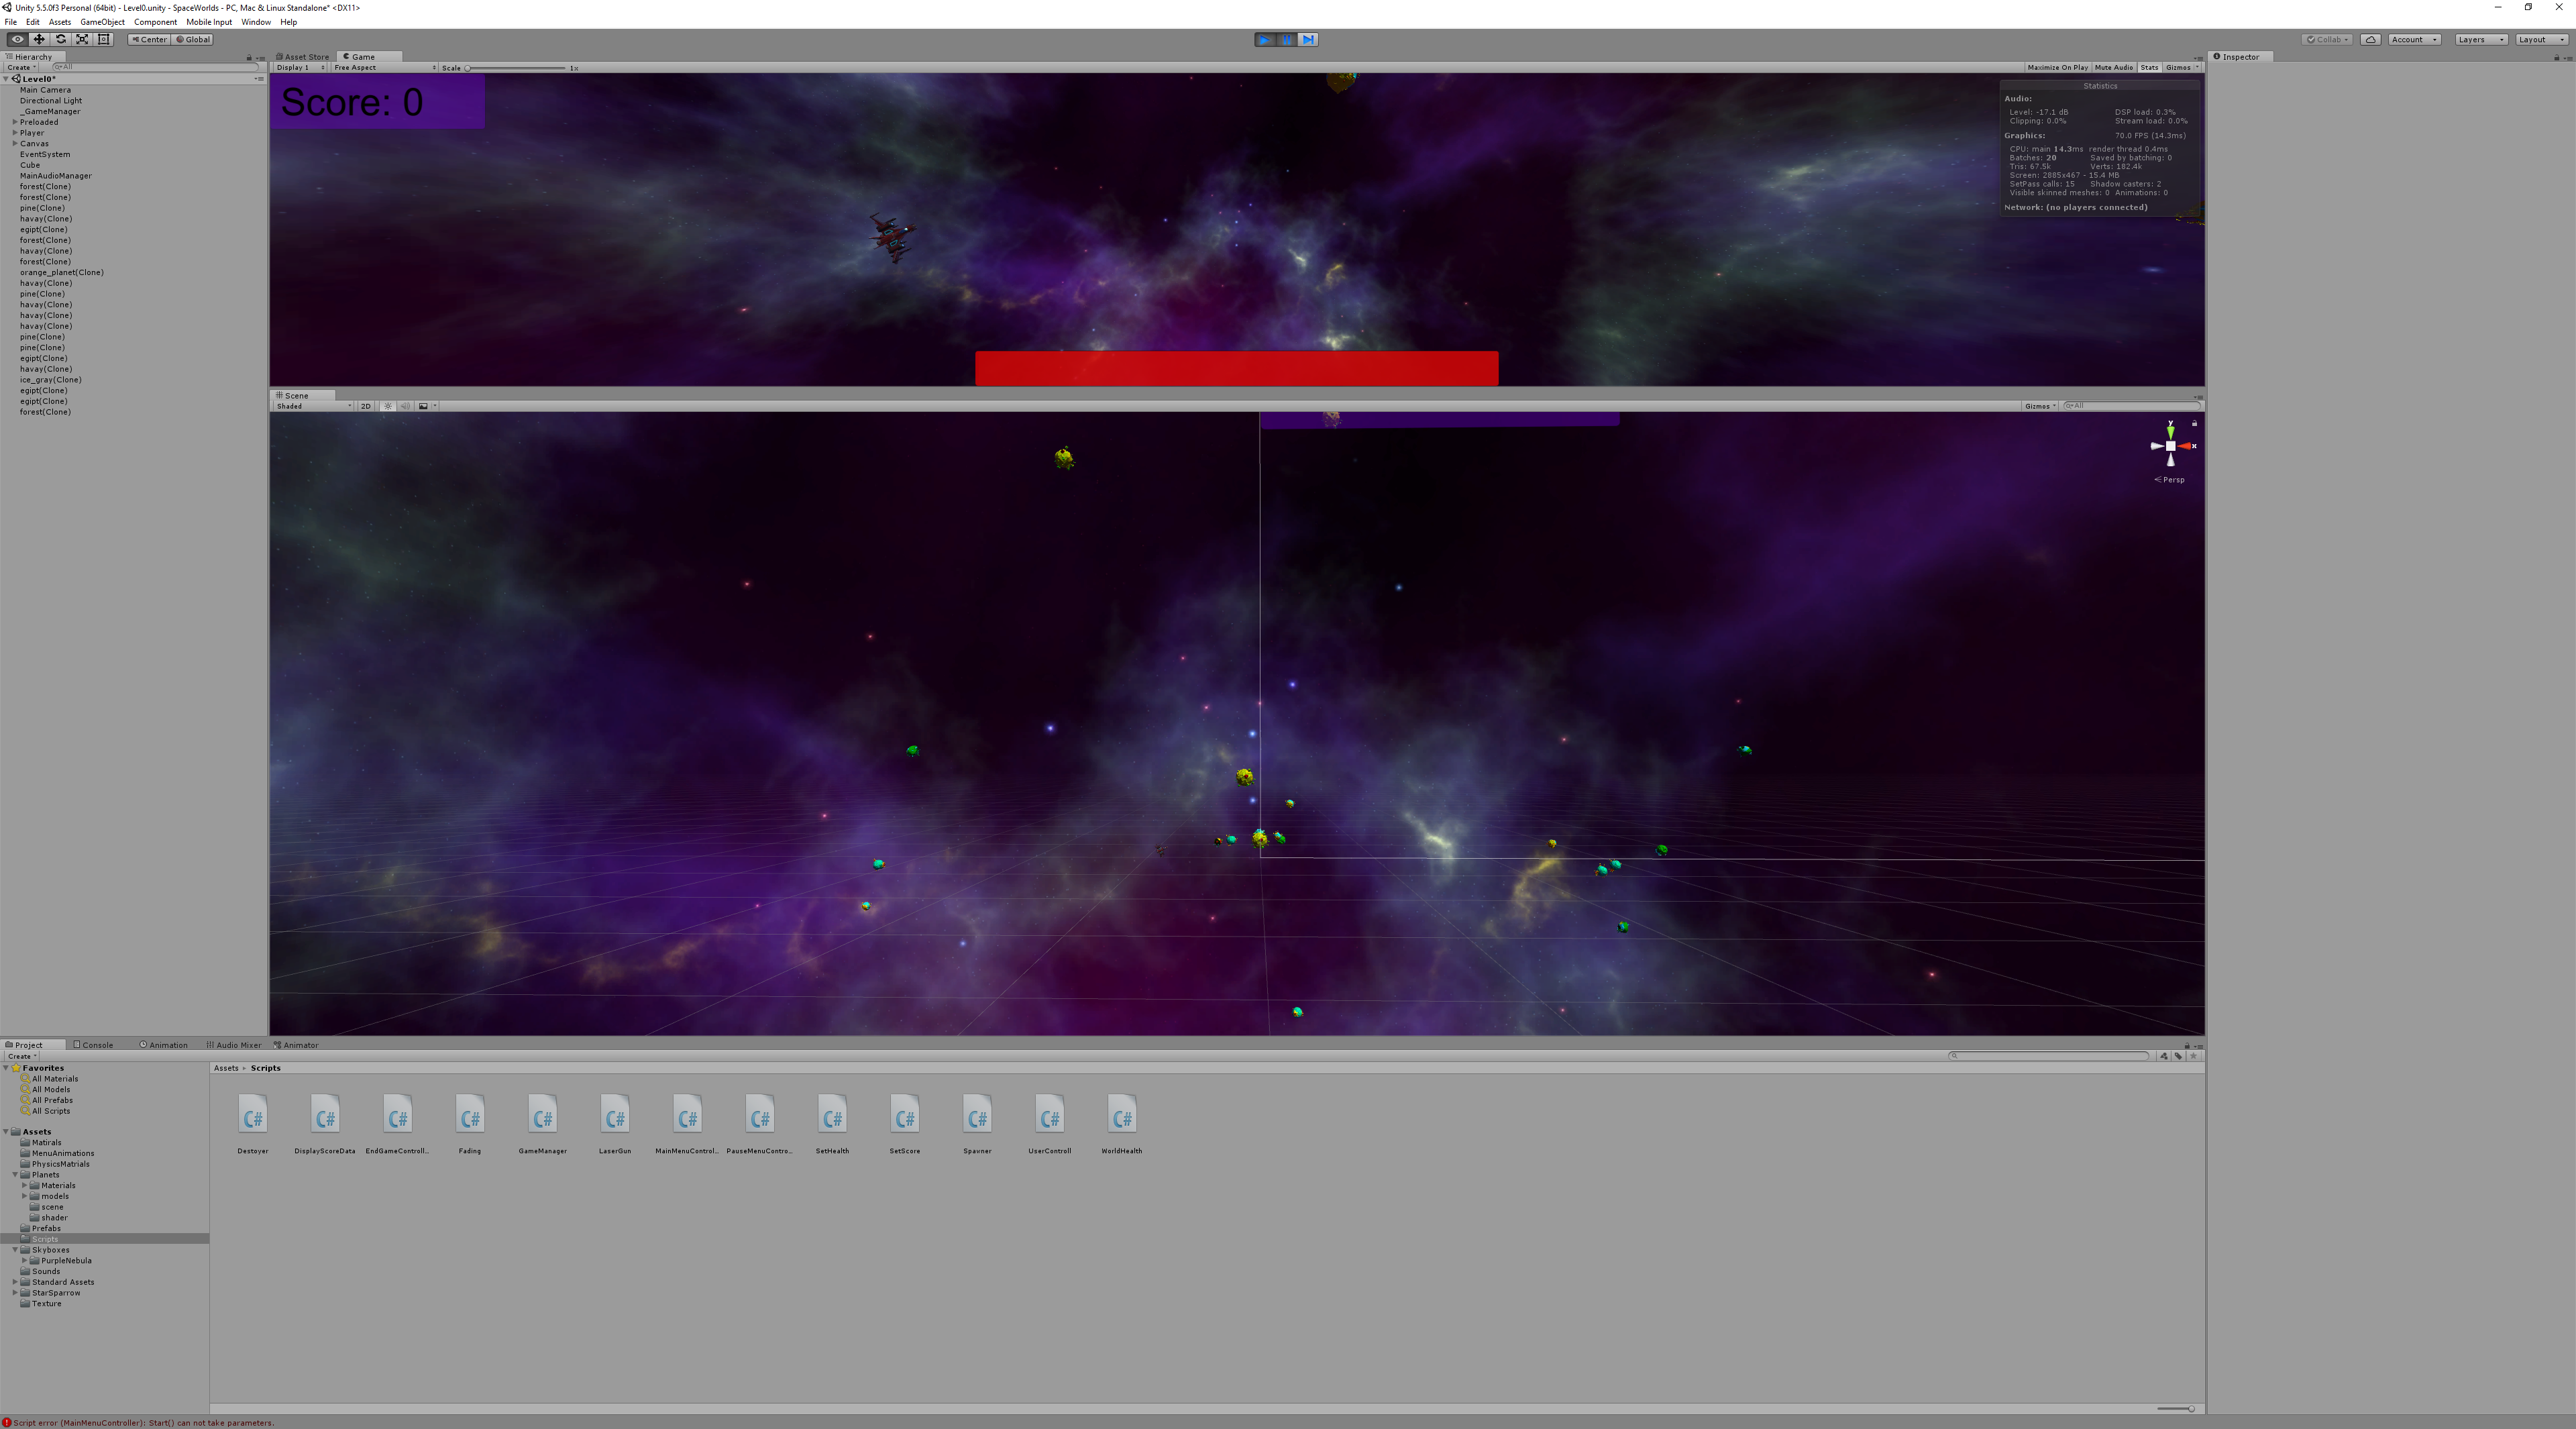 Unity 5.5.0f3 Personal (64bit) - Level0.unity - SpaceWorlds - PC, Mac & Linux Standalone* <DX11>
File Edit Assets GameObject Component Mobile Input Window Help
Center Global
Collab Account Layers Layout
Hierarchy
Create All
Level0*
Main Camera
Directional Light
_GameManager
Preloaded
Player
Canvas
EventSystem
Cube
MainAudioManager
forest(Clone)
forest(Clone)
pine(Clone)
havay(Clone)
egipt(Clone)
forest(Clone)
havay(Clone)
forest(Clone)
orange_planet(Clone)
havay(Clone)
pine(Clone)
havay(Clone)
havay(Clone)
havay(Clone)
pine(Clone)
pine(Clone)
egipt(Clone)
havay(Clone)
ice_gray(Clone)
egipt(Clone)
egipt(Clone)
forest(Clone)
Asset Store Game
Display 1 Free Aspect Scale 1x Maximize On Play Mute Audio Stats Gizmos
Score: 0
Statistics
Audio:
Level: -17.1 dB DSP load: 0.3%
Clipping: 0.0% Stream load: 0.0%
Graphics: 70.0 FPS (14.3ms)
CPU: main 14.3ms render thread 0.4ms
Batches: 20 Saved by batching: 0
Tris: 67.5k Verts: 182.4k
Screen: 2885x467 - 15.4 MB
SetPass calls: 15 Shadow casters: 2
Visible skinned meshes: 0 Animations: 0
Network: (no players connected)
Scene
Shaded 2D Gizmos All
y
x
Persp
Inspector
Project Console Animation Audio Mixer Animator
Create
Favorites
All Materials
All Models
All Prefabs
All Scripts
Assets
Matirals
MenuAnimations
PhysicsMatrials
Planets
Materials
models
scene
shader
Prefabs
Scripts
Skyboxes
PurpleNebula
Sounds
Standard Assets
StarSparrow
Texture
Assets Scripts
C# C# C# C# C# C# C# C# C# C# C# C# C#
Destoyer DisplayScoreData EndGameControll... Fading GameManager LaserGun MainMenuControl... PauseMenuContro... SetHealth SetScore Spawner UserControll WorldHealth
Script error (MainMenuController): Start() can not take parameters.